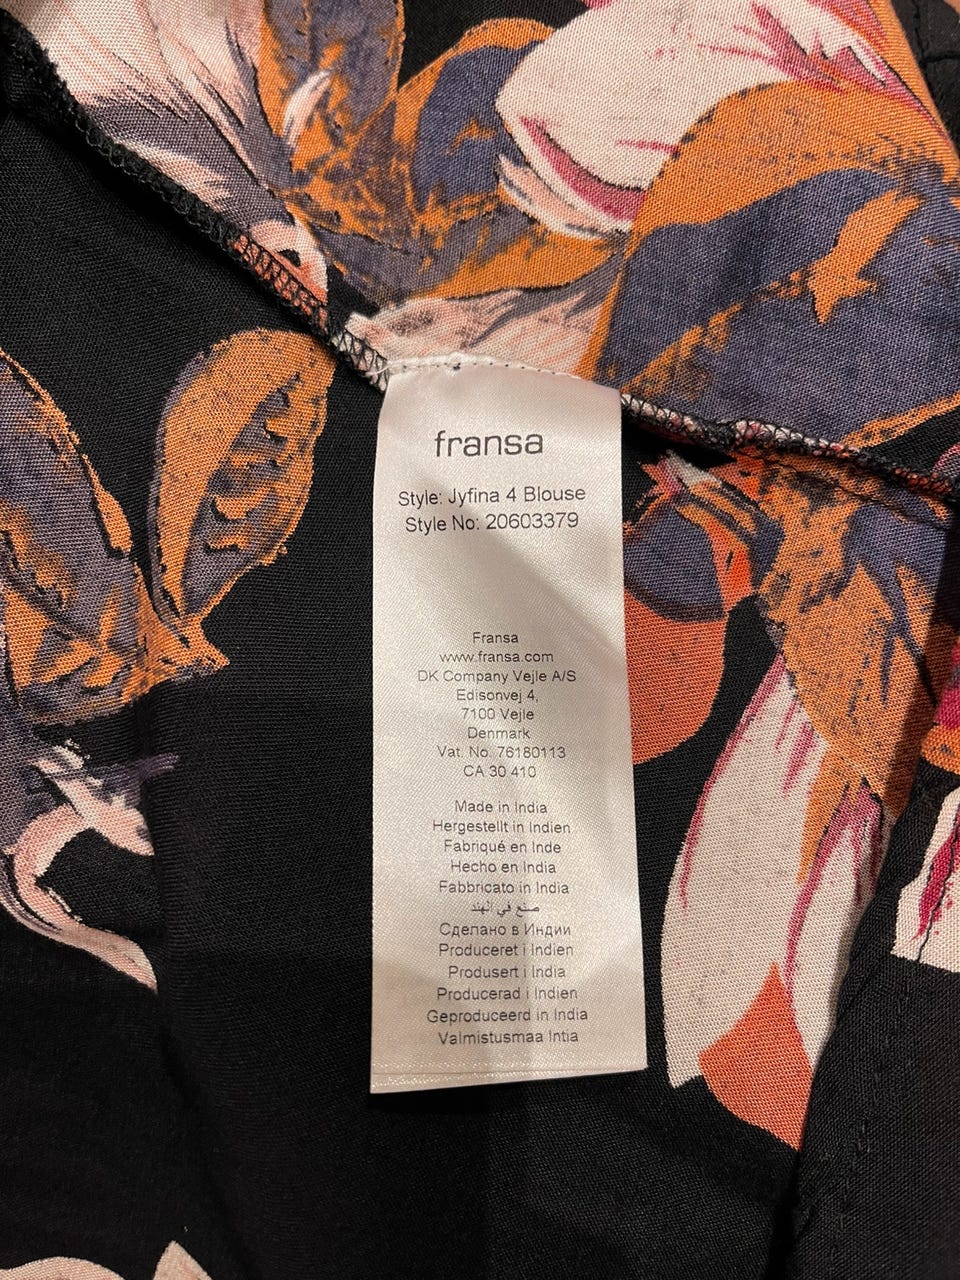 fransa
Style: Jyfina 4 Blouse
Style No: 20603379
Fransa
www.fransa.com
DK Company Vejle A/S
Edisonvej 4,
7100 Vejle
Denmark
Vat. No. 76180113
CA 30 410
Made in India
Hergestellt in Indien
Fabriqué en Inde
Hecho en India
Fabbricato in India
صنع في الهند
Сделано в Индии
Produceret i Indien
Produsert i India
Producerad i Indien
Geproduceerd in India
Valmistusmaa Intia